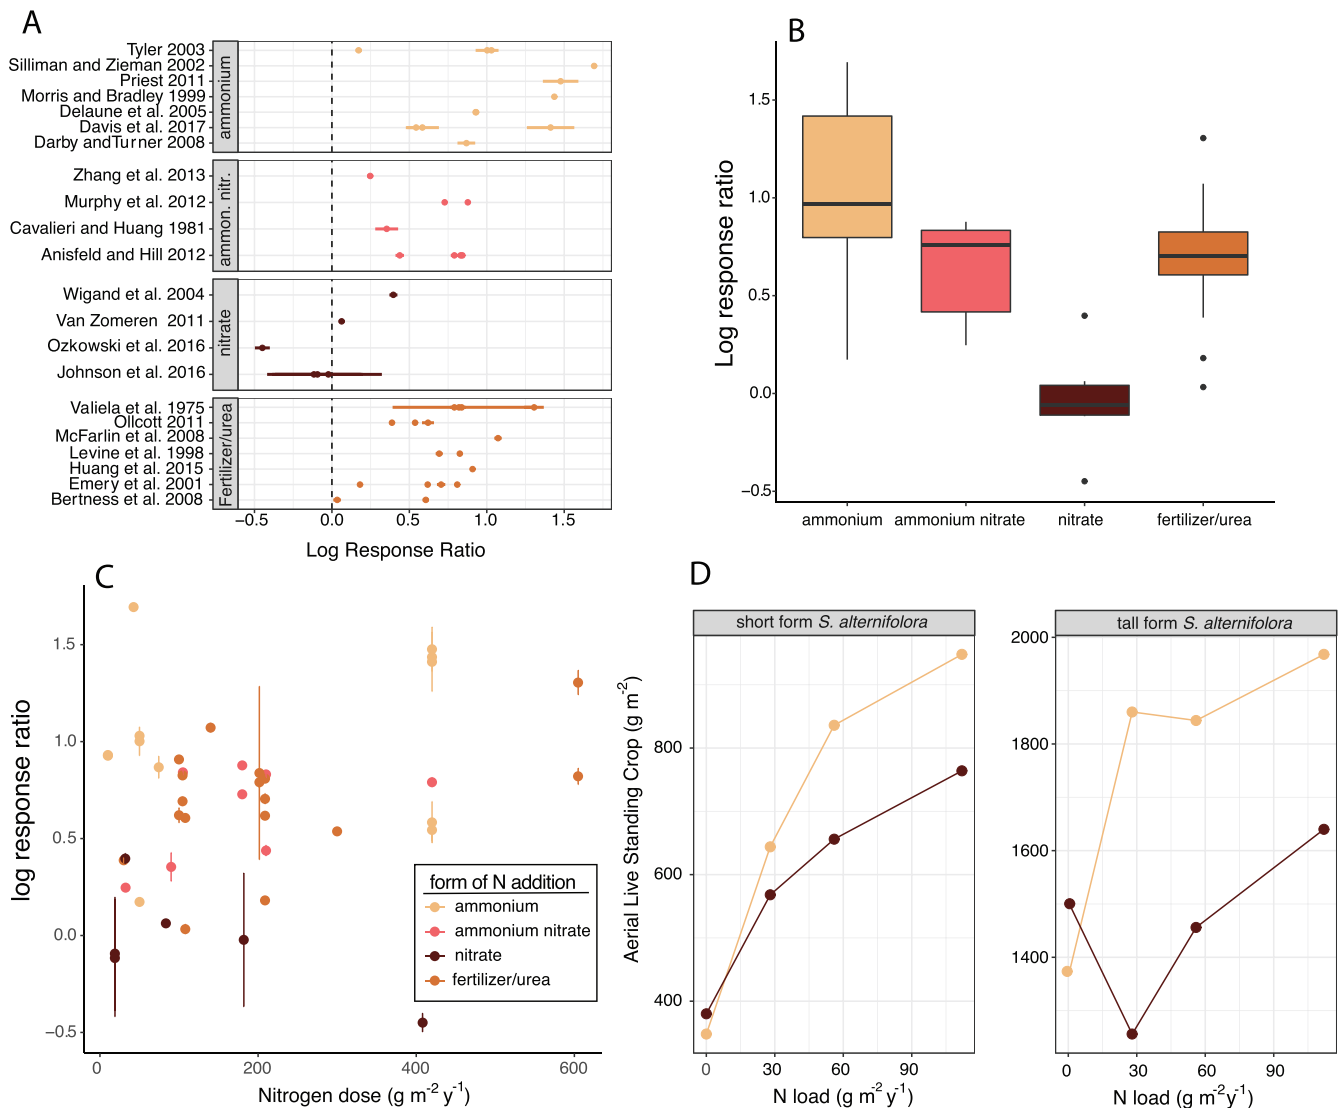 A
Tyler 2003
Silliman and Zieman 2002
Priest 2011
Morris and Bradley 1999
Delaune et al. 2005
Davis et al. 2017
Darby andTurner 2008
ammonium
Zhang et al. 2013
Murphy et al. 2012
Cavalieri and Huang 1981
Anisfeld and Hill 2012
ammon. nitr.
Wigand et al. 2004
Van Zomeren 2011
Ozkowski et al. 2016
Johnson et al. 2016
nitrate
Valiela et al. 1975
Ollcott 2011
McFarlin et al. 2008
Levine et al. 1998
Huang et al. 2015
Emery et al. 2001
Bertness et al. 2008
Fertilizer/urea
−0.5 0.0 0.5 1.0 1.5
Log Response Ratio
B
Log response ratio
1.5
1.0
0.5
0.0
−0.5
ammonium ammonium nitrate nitrate fertilizer/urea
C
log response ratio
1.5
1.0
0.5
0.0
−0.5
0 200 400 600
Nitrogen dose (g m-2 y-1)
form of N addition
ammonium
ammonium nitrate
nitrate
fertilizer/urea
D
short form S. alternifolora
Aerial Live Standing Crop (g m-2)
800
600
400
0 30 60 90
N load (g m-2 y-1)
tall form S. alternifolora
2000
1800
1600
1400
0 30 60 90
N load (g m-2y-1)